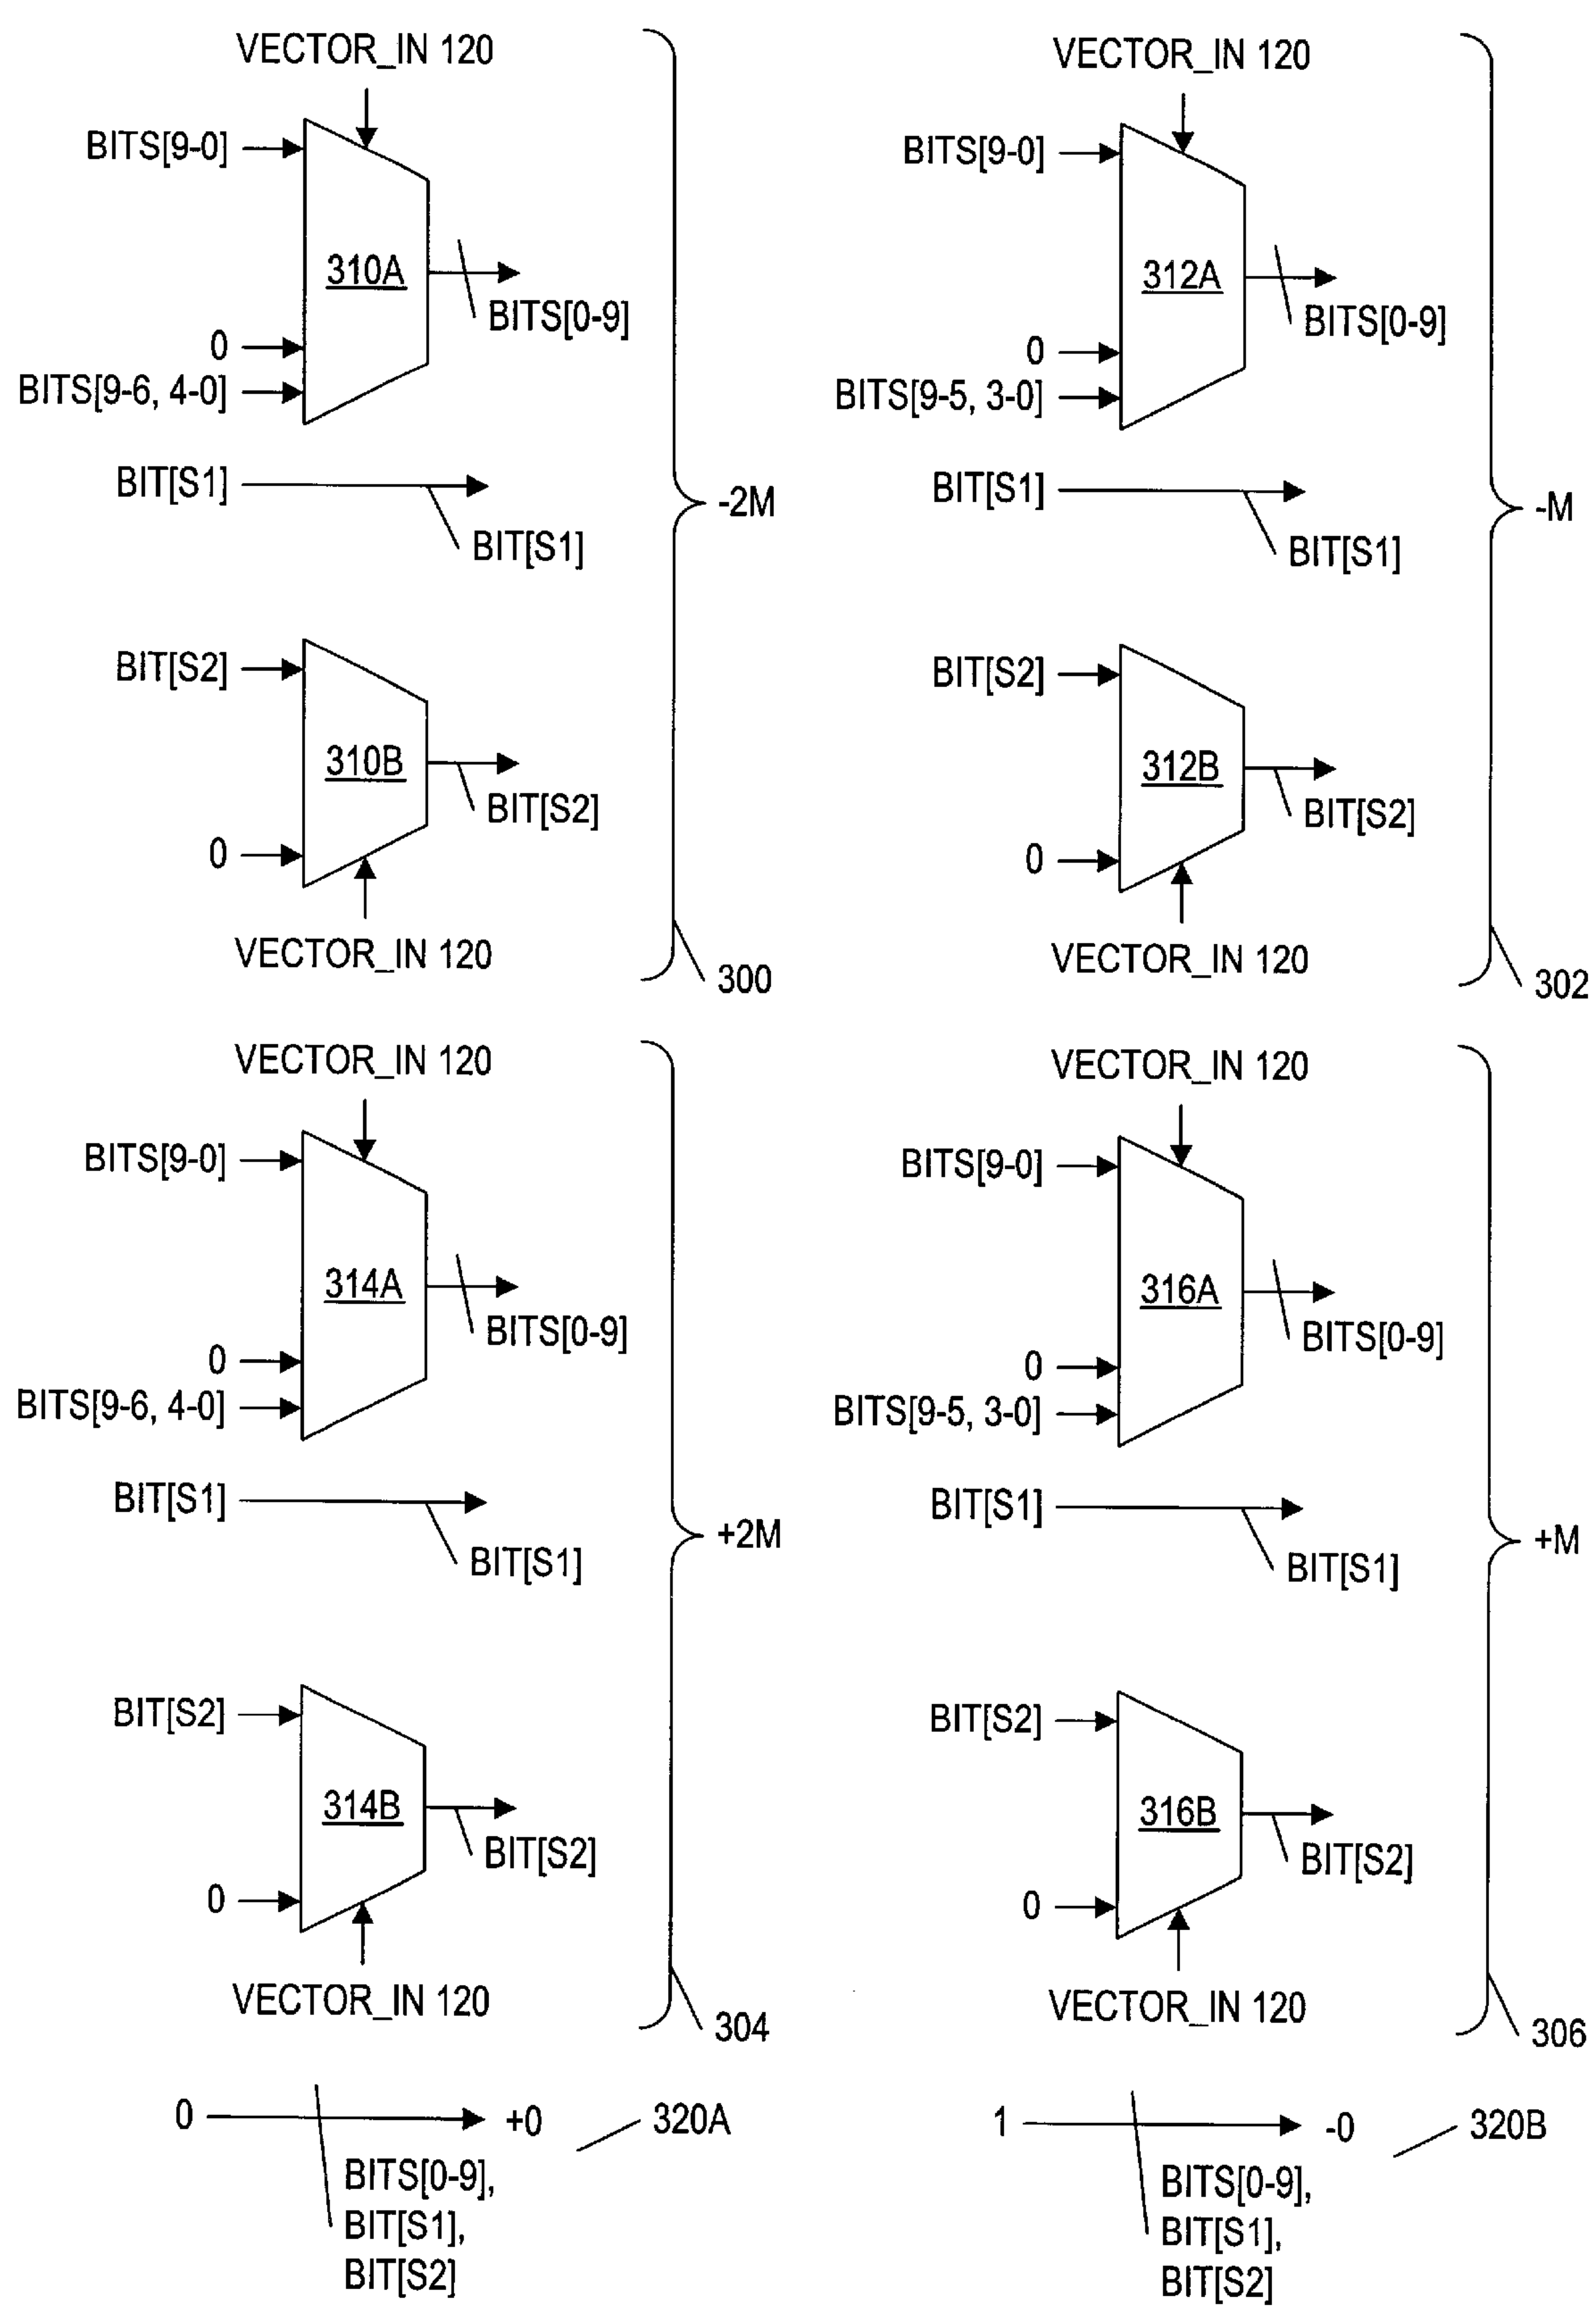 VECTOR_IN 120
BITS[9-0]
310A
BITS[0-9]
0
BITS[9-6, 4-0]
BIT[S1]
BIT[S1]
-2M
BIT[S2]
310B
BIT[S2]
0
VECTOR_IN 120
300
VECTOR_IN 120
BITS[9-0]
312A
BITS[0-9]
0
BITS[9-5, 3-0]
BIT[S1]
BIT[S1]
-M
BIT[S2]
312B
BIT[S2]
0
VECTOR_IN 120
302
VECTOR_IN 120
BITS[9-0]
314A
BITS[0-9]
0
BITS[9-6, 4-0]
BIT[S1]
BIT[S1]
+2M
BIT[S2]
314B
BIT[S2]
0
VECTOR_IN 120
304
VECTOR_IN 120
BITS[9-0]
316A
BITS[0-9]
0
BITS[9-5, 3-0]
BIT[S1]
BIT[S1]
+M
BIT[S2]
316B
BIT[S2]
0
VECTOR_IN 120
306
0
+0
320A
BITS[0-9],
BIT[S1],
BIT[S2]
1
-0
320B
BITS[0-9],
BIT[S1],
BIT[S2]